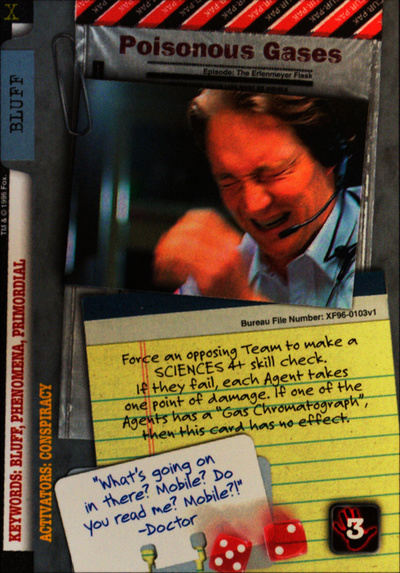 X
BLUFF
TM & © 1996 Fox.
KEYWORDS: BLUFF, PHENOMENA, PRIMORDIAL
ACTIVATORS: CONSPIRACY
Poisonous Gases
Episode: The Erlenmeyer Flask
Bureau File Number: XF96-0103v1
Force an opposing Team to make a
SCIENCES 4+ skill check.
If they fail, each Agent takes
one point of damage. If one of the
Agents has a "Gas Chromatograph",
then this card has no effect.
"What's going on
in there? Mobile? Do
you read me? Mobile?!"
-Doctor
3